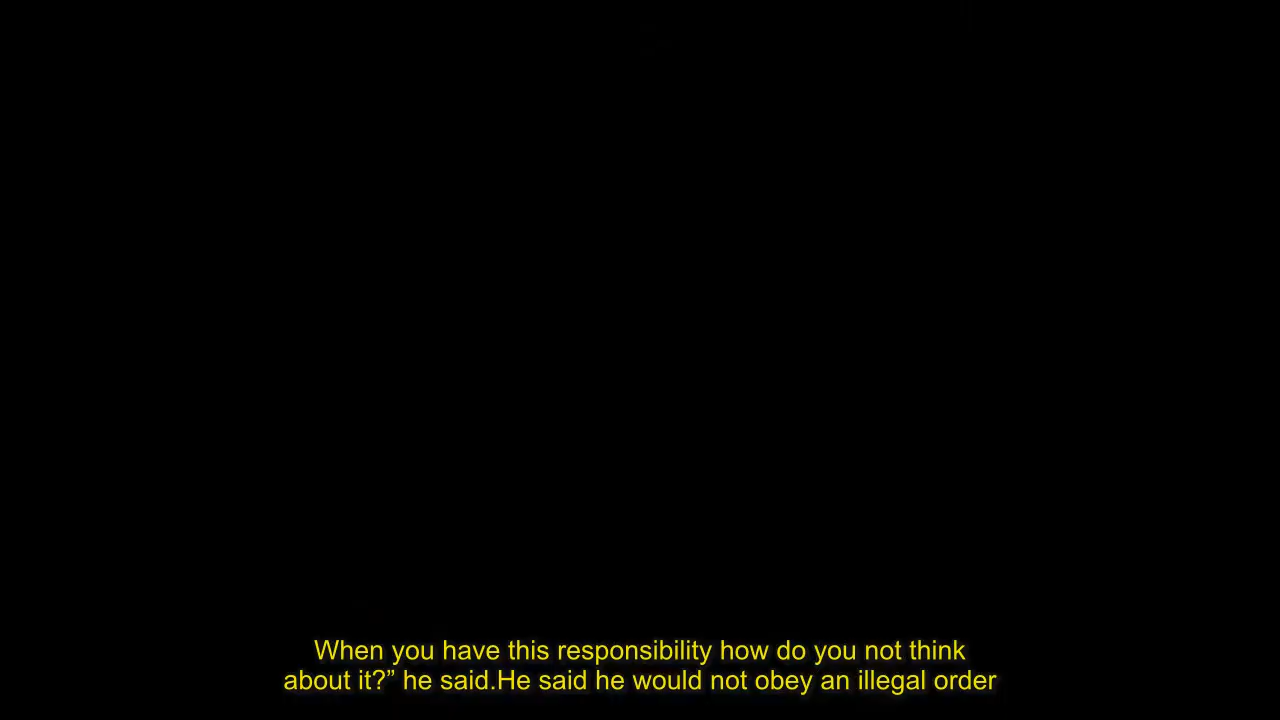 When you have this responsibility how do you not think
about it?” he said.He said he would not obey an illegal order